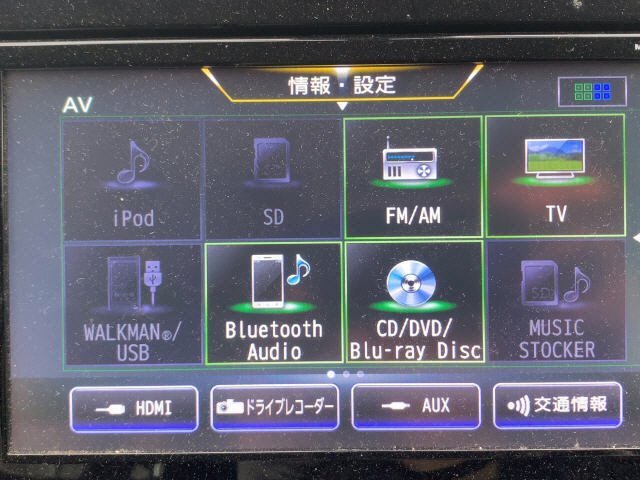 情報・設定
AV
iPod
SD
FM/AM
TV
WALKMAN®/
USB
Bluetooth
Audio
CD/DVD/
Blu-ray Disc
MUSIC
STOCKER
HDMI
ドライブレコーダー
AUX
交通情報